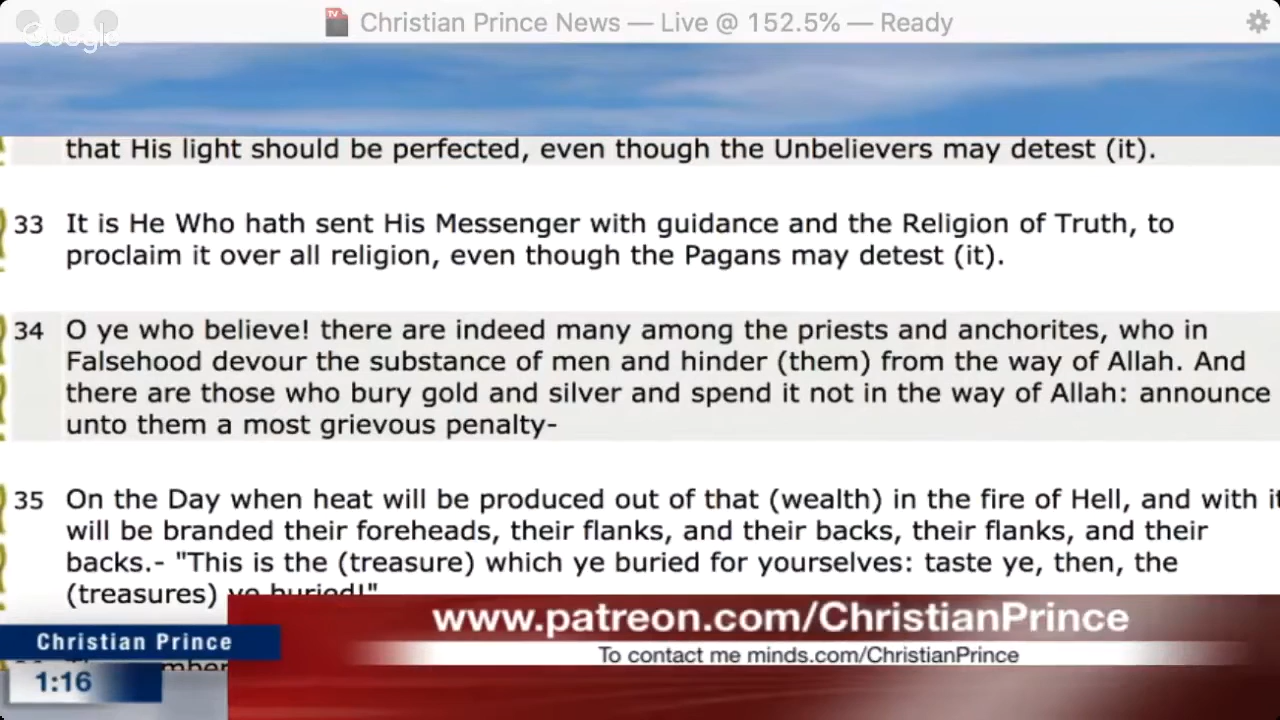 Christian Prince News — Live @ 152.5% — Ready
Google
that His light should be perfected, even though the Unbelievers may detest (it).
33 It is He Who hath sent His Messenger with guidance and the Religion of Truth, to
proclaim it over all religion, even though the Pagans may detest (it).
34 O ye who believe! there are indeed many among the priests and anchorites, who in
Falsehood devour the substance of men and hinder (them) from the way of Allah. And
there are those who bury gold and silver and spend it not in the way of Allah: announce
unto them a most grievous penalty-
35 On the Day when heat will be produced out of that (wealth) in the fire of Hell, and with it
will be branded their foreheads, their flanks, and their backs, their flanks, and their
backs.- "This is the (treasure) which ye buried for yourselves: taste ye, then, the
(treasures) ye buried!"
www.patreon.com/ChristianPrince
Christian Prince
To contact me minds.com/ChristianPrince
1:16